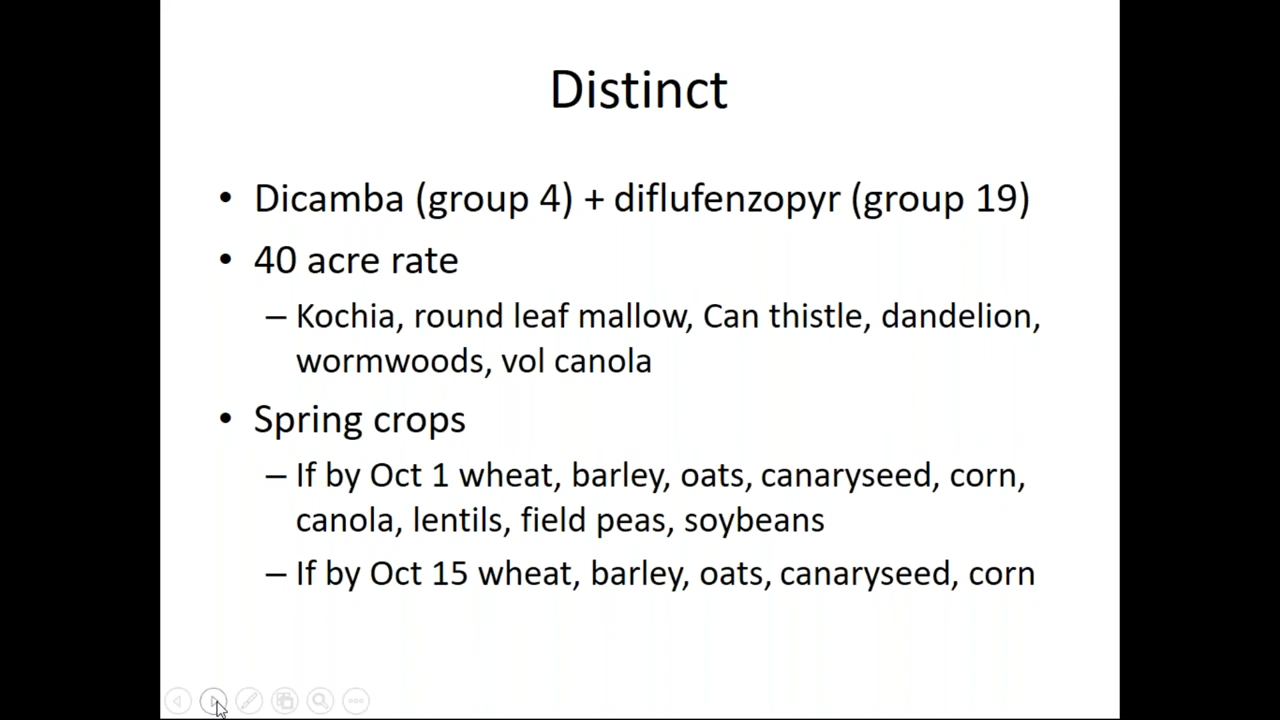 Distinct
• Dicamba (group 4) + diflufenzopyr (group 19)
• 40 acre rate
– Kochia, round leaf mallow, Can thistle, dandelion,
wormwoods, vol canola
• Spring crops
– If by Oct 1 wheat, barley, oats, canaryseed, corn,
canola, lentils, field peas, soybeans
– If by Oct 15 wheat, barley, oats, canaryseed, corn